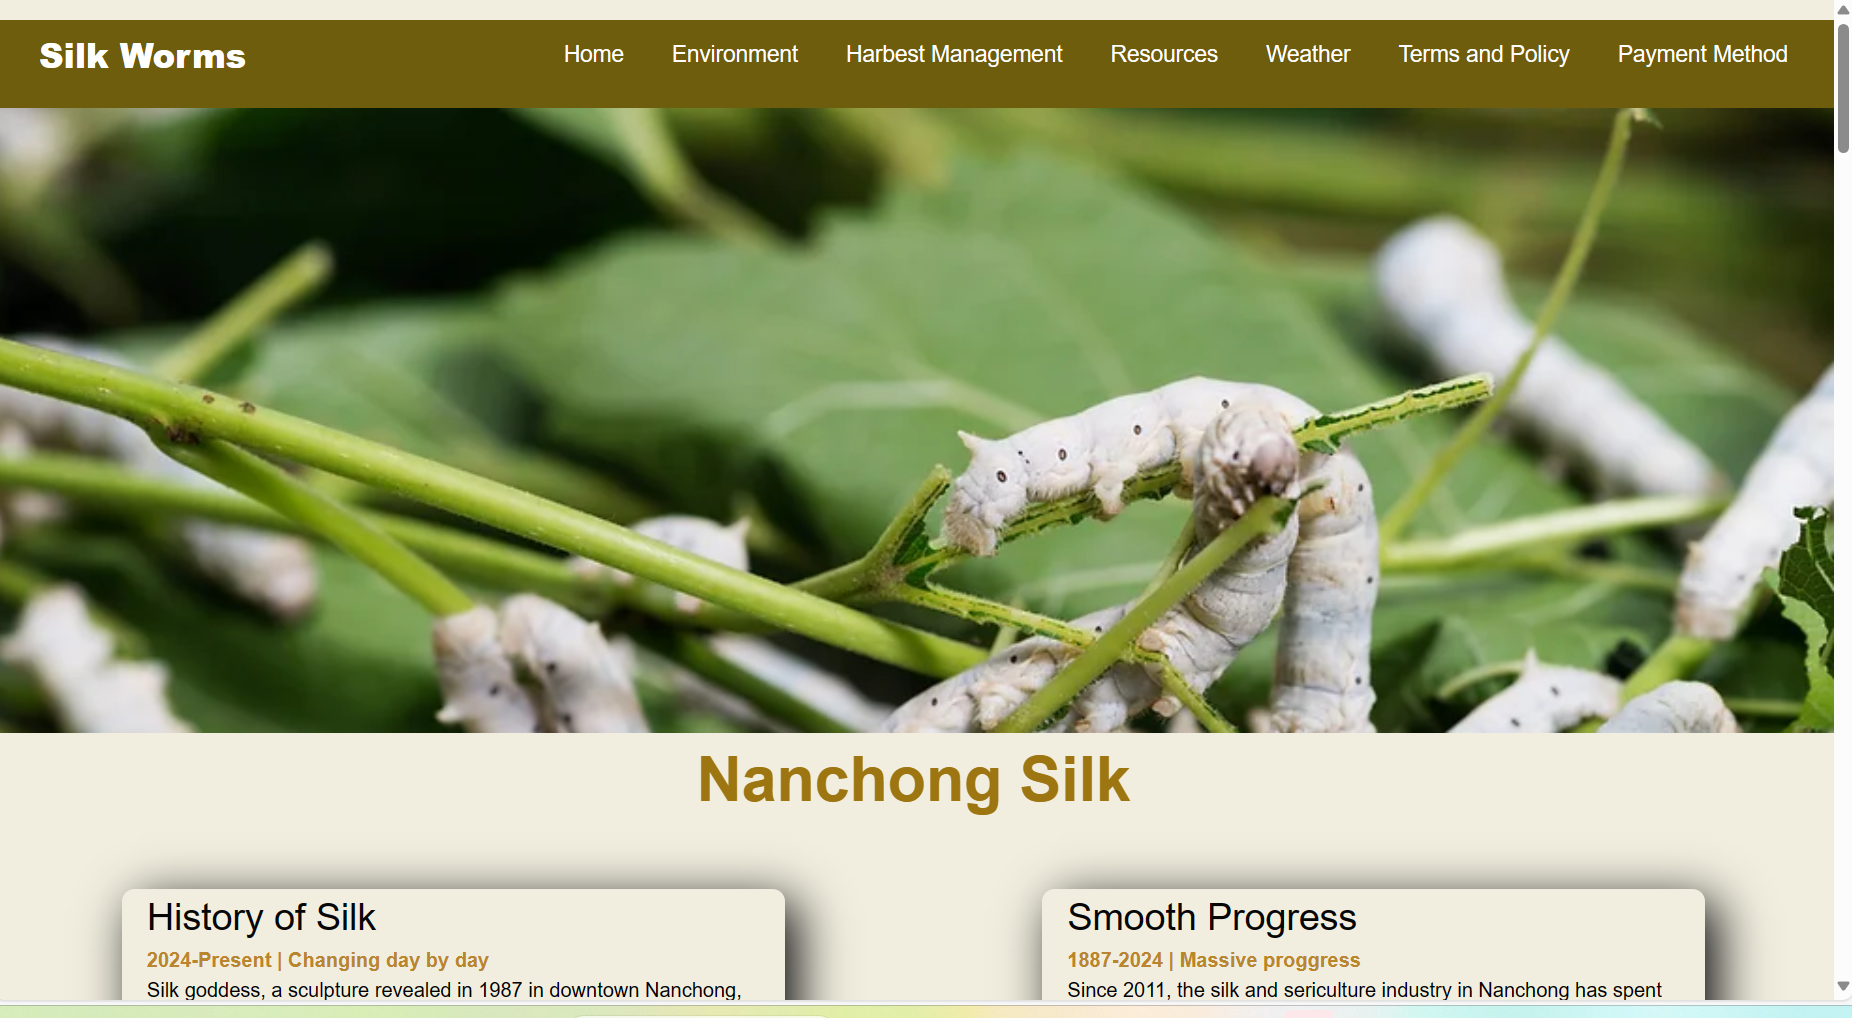 Silk Worms
Home Environment Harbest Management Resources Weather Terms and Policy Payment Method
Nanchong Silk
History of Silk
2024-Present | Changing day by day
Silk goddess, a sculpture revealed in 1987 in downtown Nanchong,
Smooth Progress
1887-2024 | Massive proggress
Since 2011, the silk and sericulture industry in Nanchong has spent